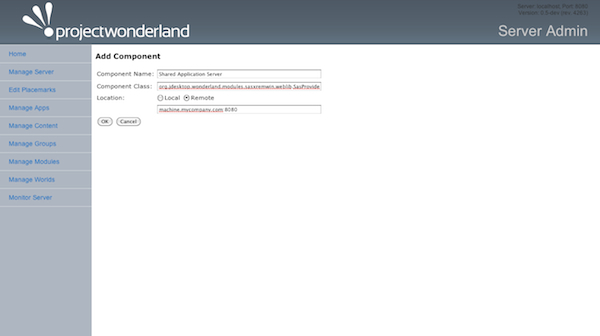 Server: localhost, Port 8080
Version: 0.5-dev (rev. 4263)
projectwonderland
Server Admin
Home
Manage Server
Edit Placemarks
Manage Apps
Manage Content
Manage Groups
Manage Modules
Manage Worlds
Monitor Server
Add Component
Component Name: Shared Application Server
Component Class: org.jdesktop.wonderland.modules.sasxremwin.weblib.SasProvide
Location: Local Remote
machine.mycompany.com:8080
OK Cancel